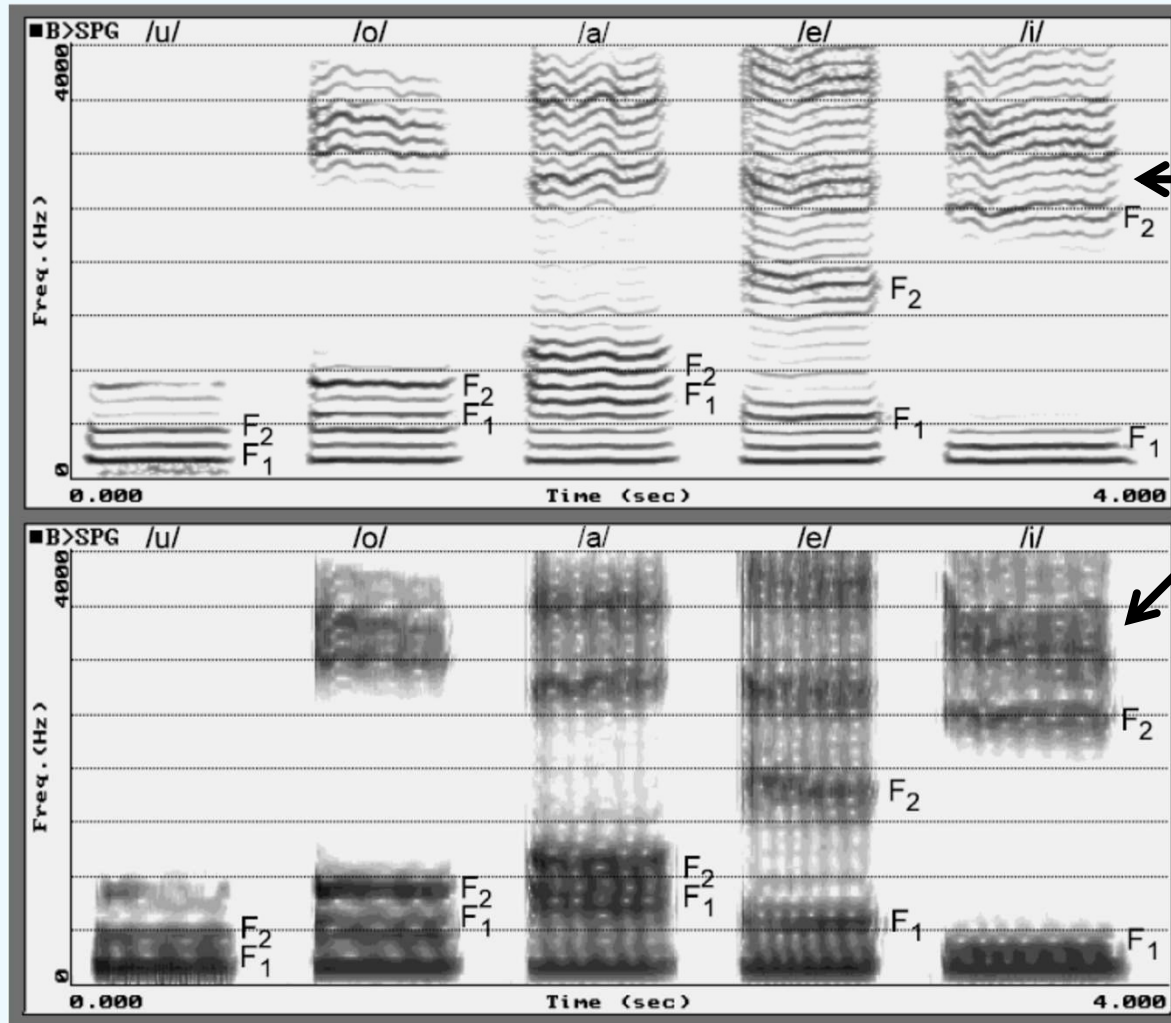 ■B>SPG /u/ /o/ /a/ /e/ /i/
4000
Freq.(Hz)
0
F2
F1
F2
F1
F2
F1
F2
F1
F2
F1
0.000 Time (sec) 4.000
■B>SPG /u/ /o/ /a/ /e/ /i/
4000
Freq.(Hz)
0
F2
F1
F2
F1
F2
F1
F2
F1
F2
F1
0.000 Time (sec) 4.000